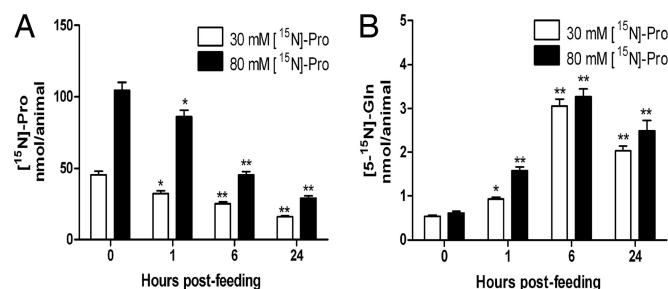 A
30 mM [ ¹⁵N]-Pro
80 mM [ ¹⁵N]-Pro
[¹⁵N]-Pro
nmol/animal
150
100
50
0
*
*
**
**
**
**
0
1
6
24
Hours post-feeding
B
30 mM [ ¹⁵N]-Pro
80 mM [ ¹⁵N]-Pro
[5-¹⁵N]-Gln
nmol/animal
5
4
3
2
1
0
*
**
**
**
**
**
0
1
6
24
Hours post-feeding